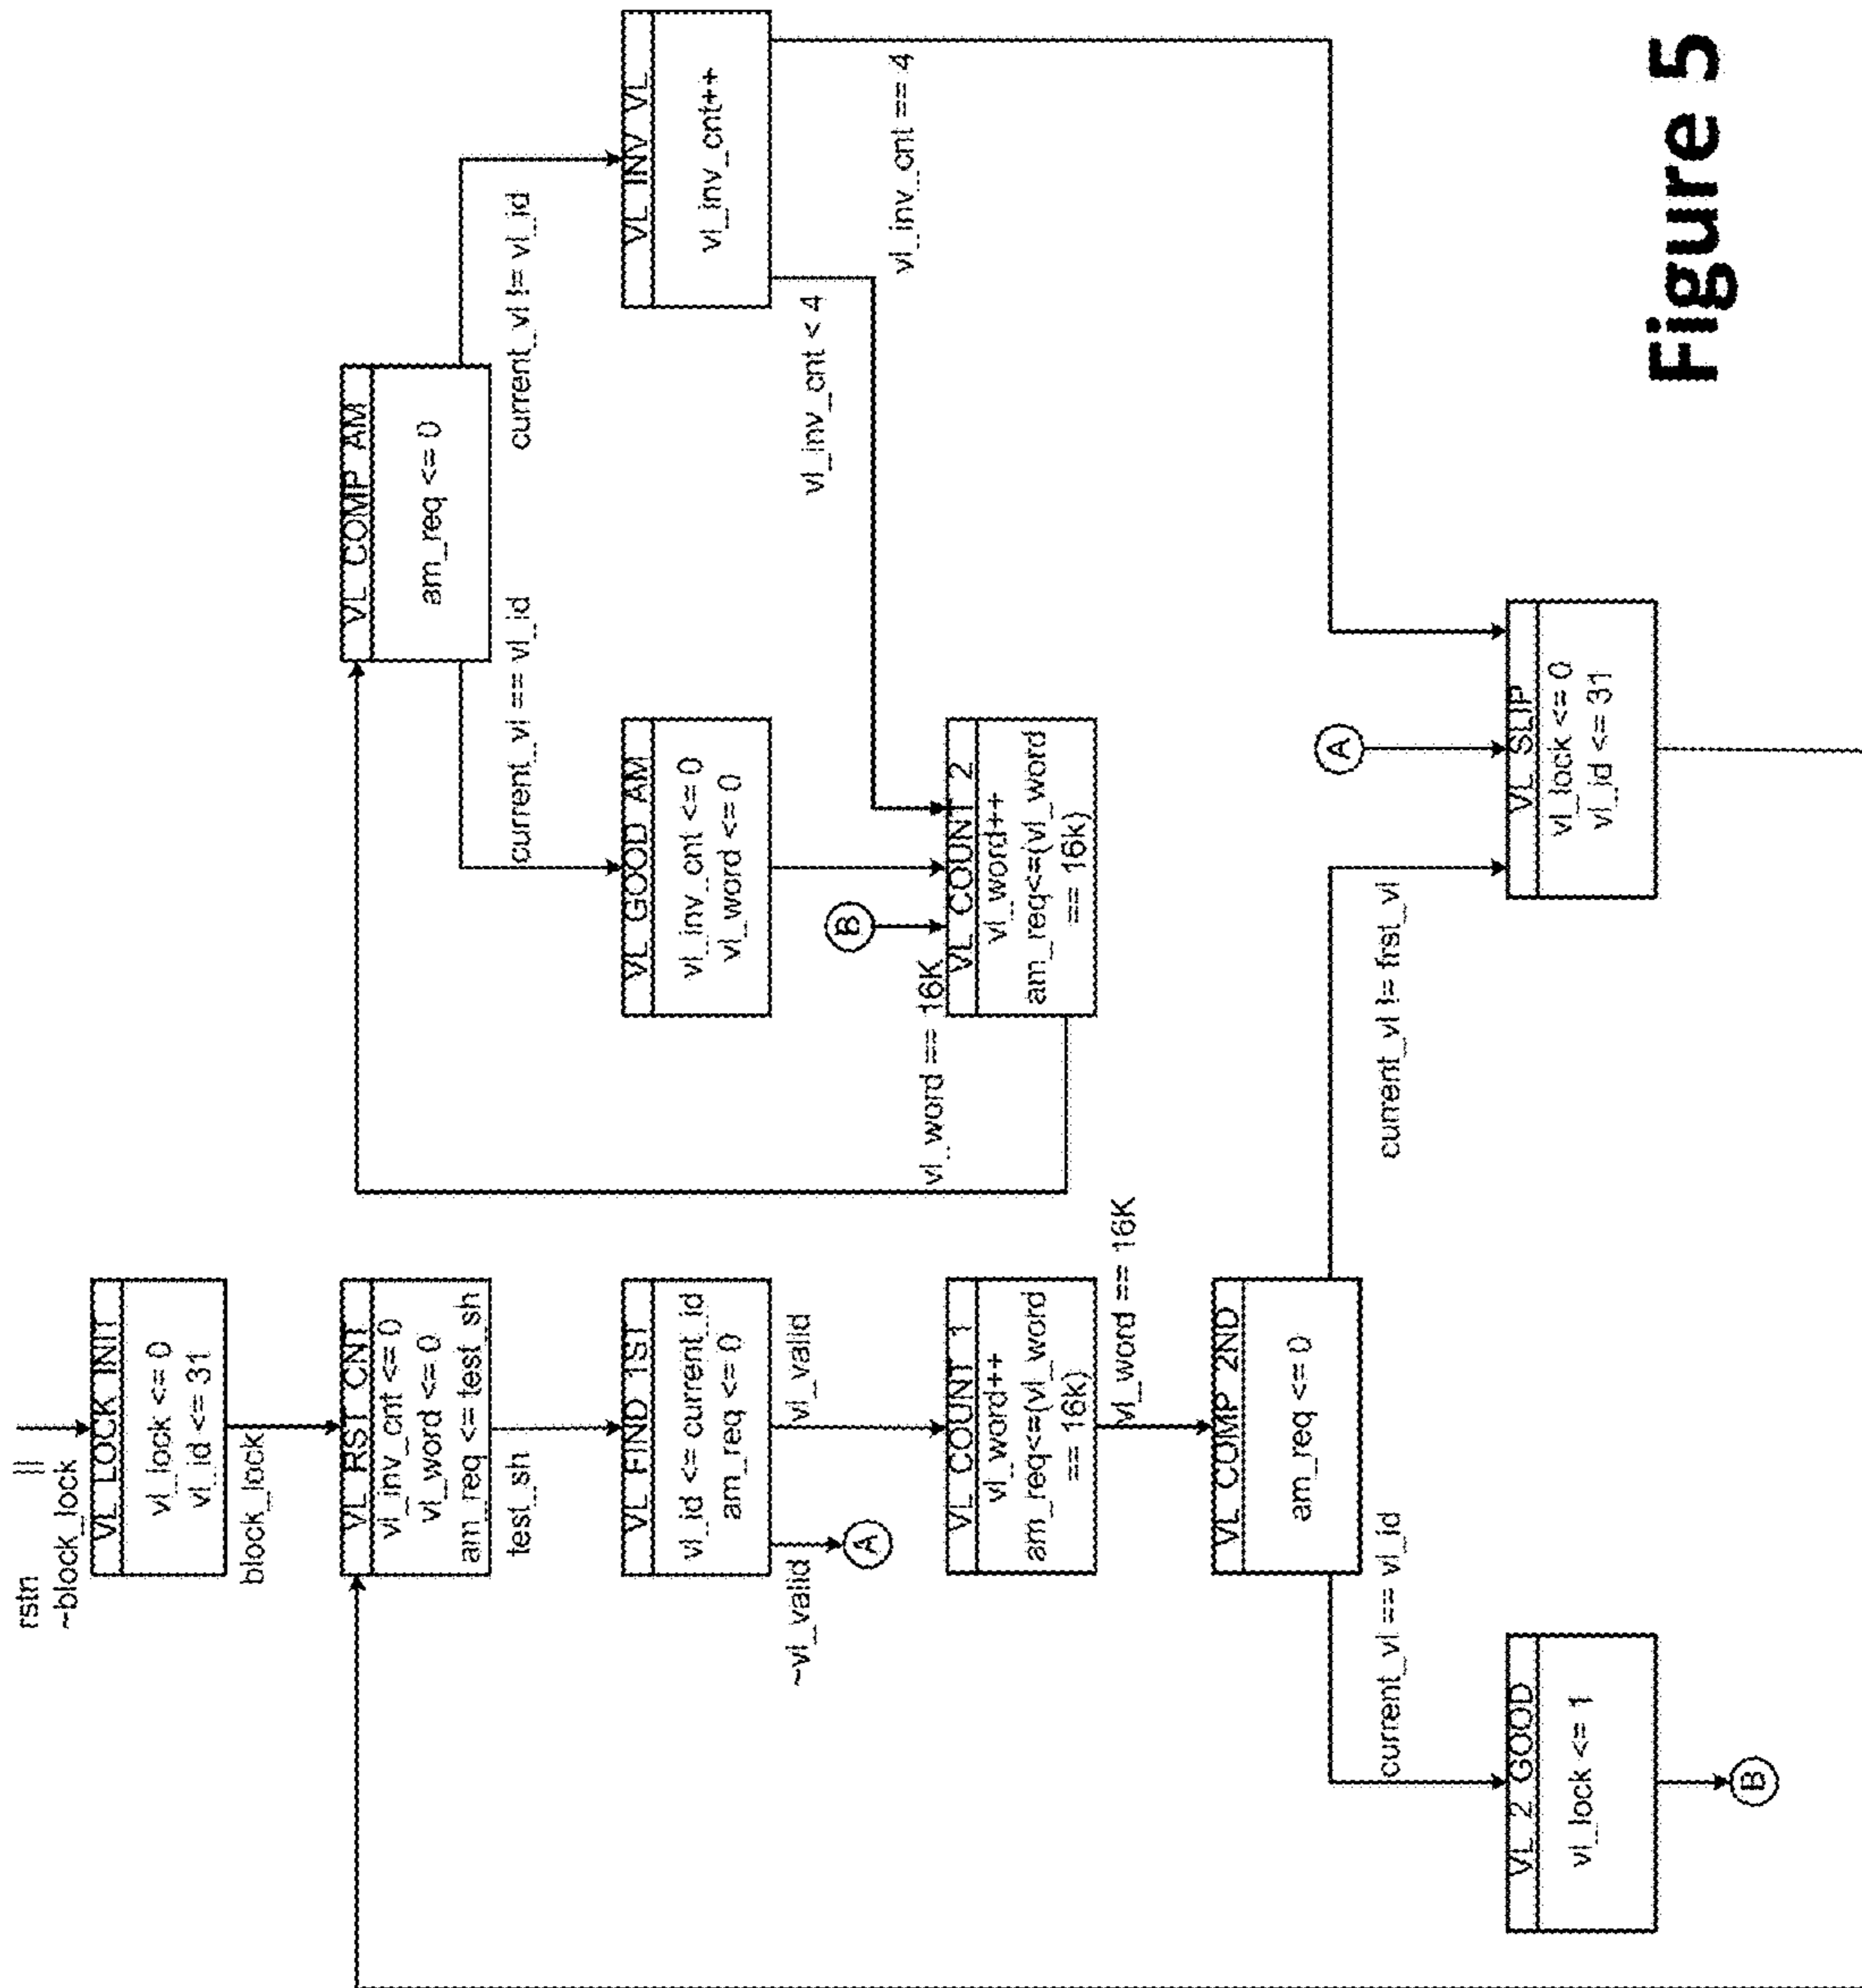 rstn
||
~block_lock
VL_LOCK_INIT
vl_lock <= 0
vl_id <= 31
block_lock
VL_RST_CNT
vl_inv_cnt <= 0
vl_word <= 0
am_req <= test_sh
test_sh
VL_FIND_1ST
vl_id <= current_id
am_req <= 0
~vl_valid
A
vl_valid
VL_COUNT_1
vl_word++
am_req<=(vl_word
== 16k)
vl_word == 16K
VL_COMP_2ND
am_req <= 0
current_vl == vl_id
current_vl != frst_vl
VL_2_GOOD
vl_lock <= 1
B
VL_COMP_AM
am_req <= 0
current_vl == vl_id
current_vl != vl_id
VL_GOOD_AM
vl_inv_cnt <= 0
vl_word <= 0
VL_INV_VL
vl_inv_cnt++
vl_inv_cnt < 4
vl_inv_cnt == 4
B
vl_word == 16K
VL_COUNT_2
vl_word++
am_req<=(vl_word
== 16k)
A
VL_SLIP
vl_lock <= 0
vl_id <= 31
Figure 5